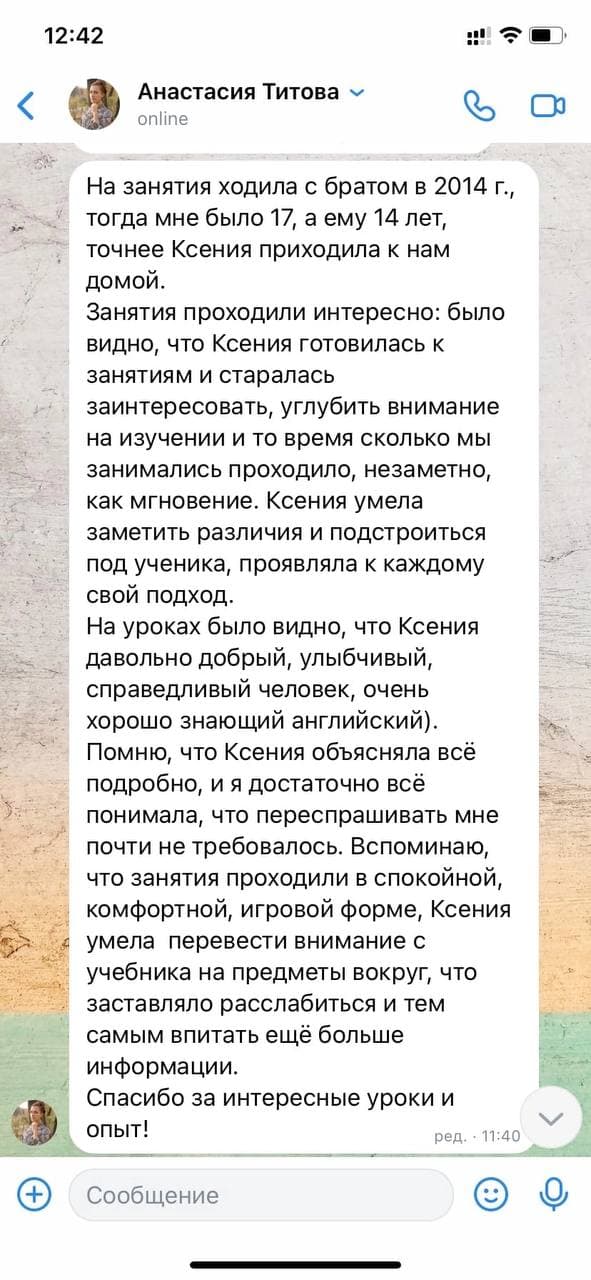 12:42
Анастасия Титова
online
На занятия ходила с братом в 2014 г.,
тогда мне было 17, а ему 14 лет,
точнее Ксения приходила к нам
домой.
Занятия проходили интересно: было
видно, что Ксения готовилась к
занятиям и старалась
заинтересовать, углубить внимание
на изучении и то время сколько мы
занимались проходило, незаметно,
как мгновение. Ксения умела
заметить различия и подстроиться
под ученика, проявляла к каждому
свой подход.
На уроках было видно, что Ксения
давольно добрый, улыбчивый,
справедливый человек, очень
хорошо знающий английский).
Помню, что Ксения объясняла всё
подробно, и я достаточно всё
понимала, что переспрашивать мне
почти не требовалось. Вспоминаю,
что занятия проходили в спокойной,
комфортной, игровой форме, Ксения
умела  перевести внимание с
учебника на предметы вокруг, что
заставляло расслабиться и тем
самым впитать ещё больше
информации.
Спасибо за интересные уроки и
опыт!
ред. · 11:40
Сообщение